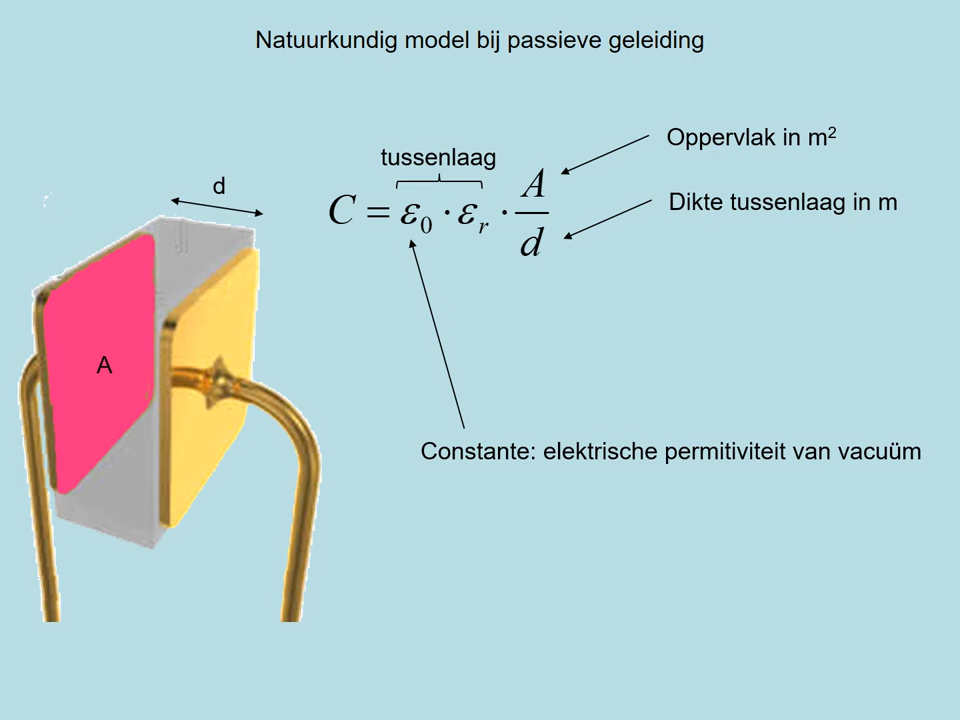 Natuurkundig model bij passieve geleiding
Oppervlak in m²
tussenlaag
d
Dikte tussenlaag in m
C = ε₀ · εᵣ · A/d
A
Constante: elektrische permitiviteit van vacuüm